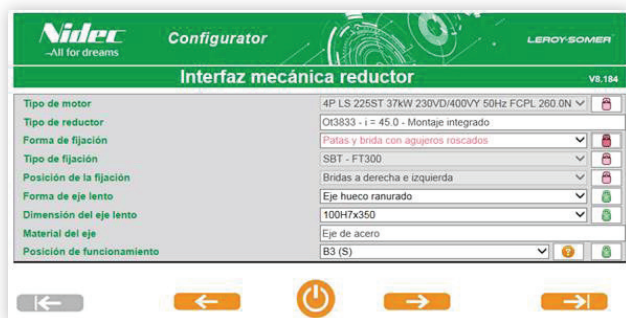 Nidec
All for dreams
Configurator
LEROY-SOMER
Interfaz mecánica reductor
V8.184
Tipo de motor
4P LS 225ST 37kW 230VD/400VY 50Hz FCPL 260.0N
Tipo de reductor
Ot3833 - i = 45.0 - Montaje integrado
Forma de fijación
Patas y brida con agujeros roscados
Tipo de fijación
SBT - FT300
Posición de la fijación
Bridas a derecha e izquierda
Forma de eje lento
Eje hueco ranurado
Dimensión del eje lento
100H7x350
Material del eje
Eje de acero
Posición de funcionamiento
B3 (S)
?